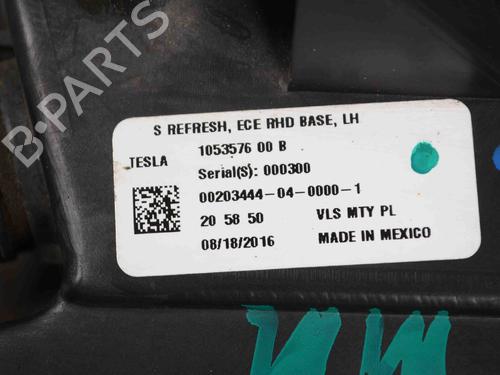 B-PARTS
S REFRESH, ECE RHD BASE, LH
TESLA 1053576 00 B
Serial(S): 000300
00203444-04-0000-1
20 58 50 VLS MTY PL
08/18/2016 MADE IN MEXICO